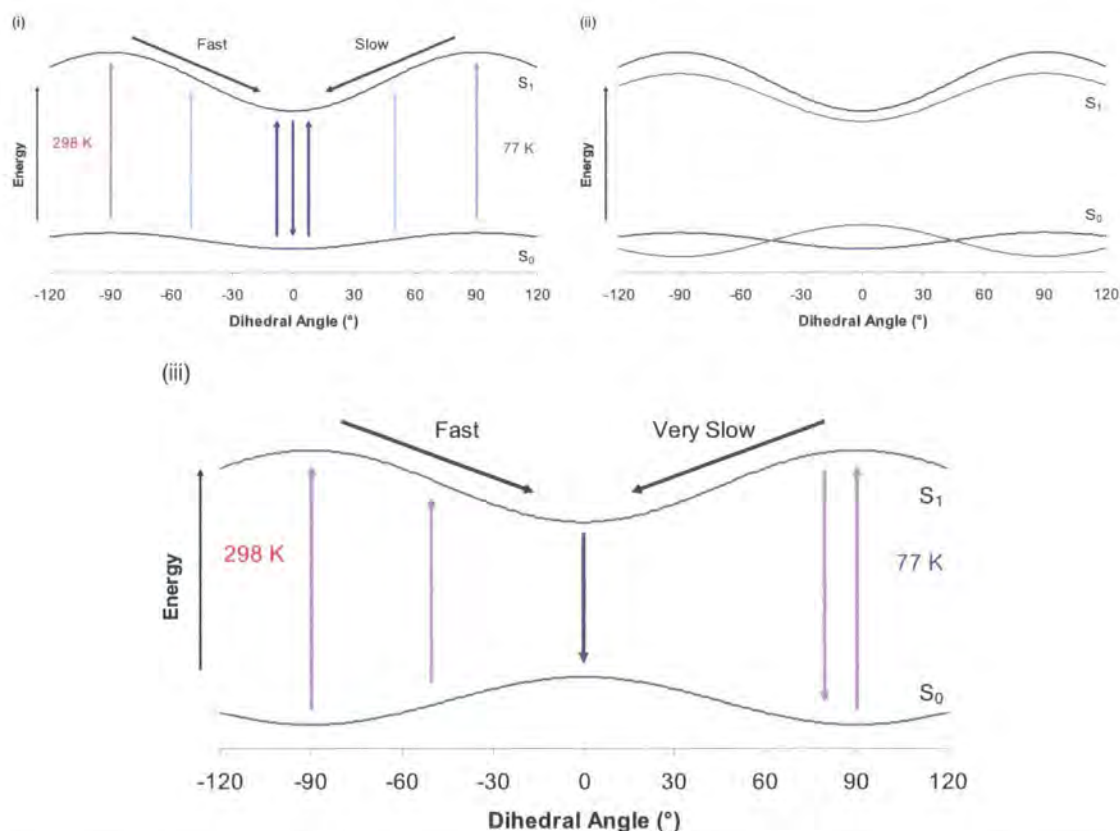 (i)
Fast
Slow
S₁
298 K
77 K
Energy
S₀
-120 -90 -60 -30 0 30 60 90 120
Dihedral Angle (°)
(ii)
S₁
Energy
S₀
-120 -90 -60 -30 0 30 60 90 120
Dihedral Angle (°)
(iii)
Fast
Very Slow
S₁
298 K
77 K
Energy
S₀
-120 -90 -60 -30 0 30 60 90 120
Dihedral Angle (°)